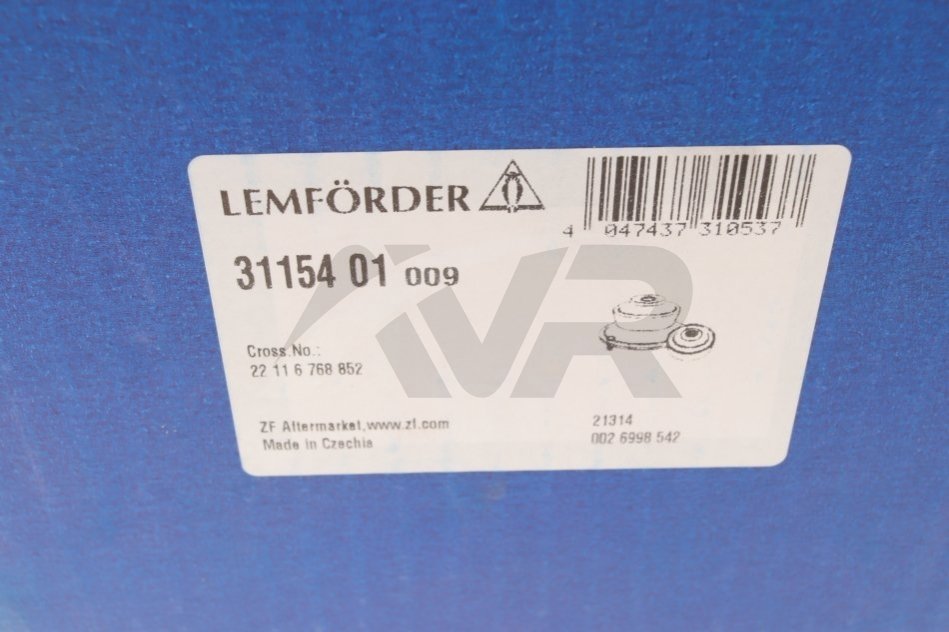 LEMFÖRDER
4 047437 310537
31154 01 009
Cross.No.:
22 11 6 768 852
ZF Aftermarket,www.zf.com
Made in Czechia
21314
002 6998 542
IVR